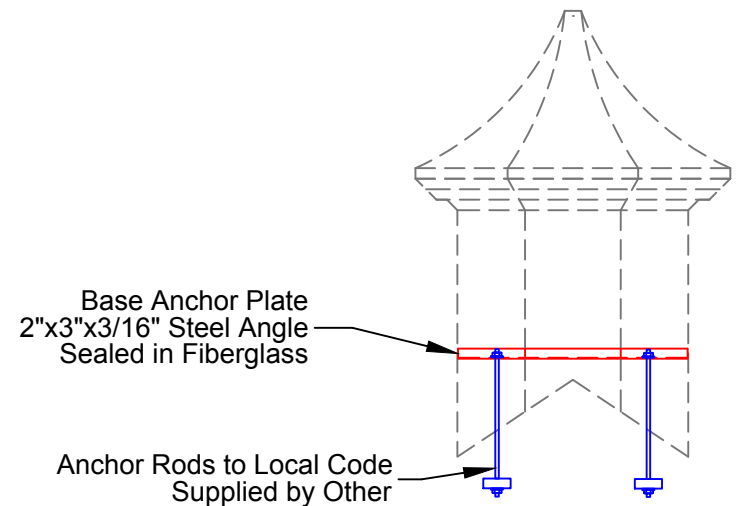 Base Anchor Plate
2"x3"x3/16" Steel Angle
Sealed in Fiberglass
Anchor Rods to Local Code
Supplied by Other